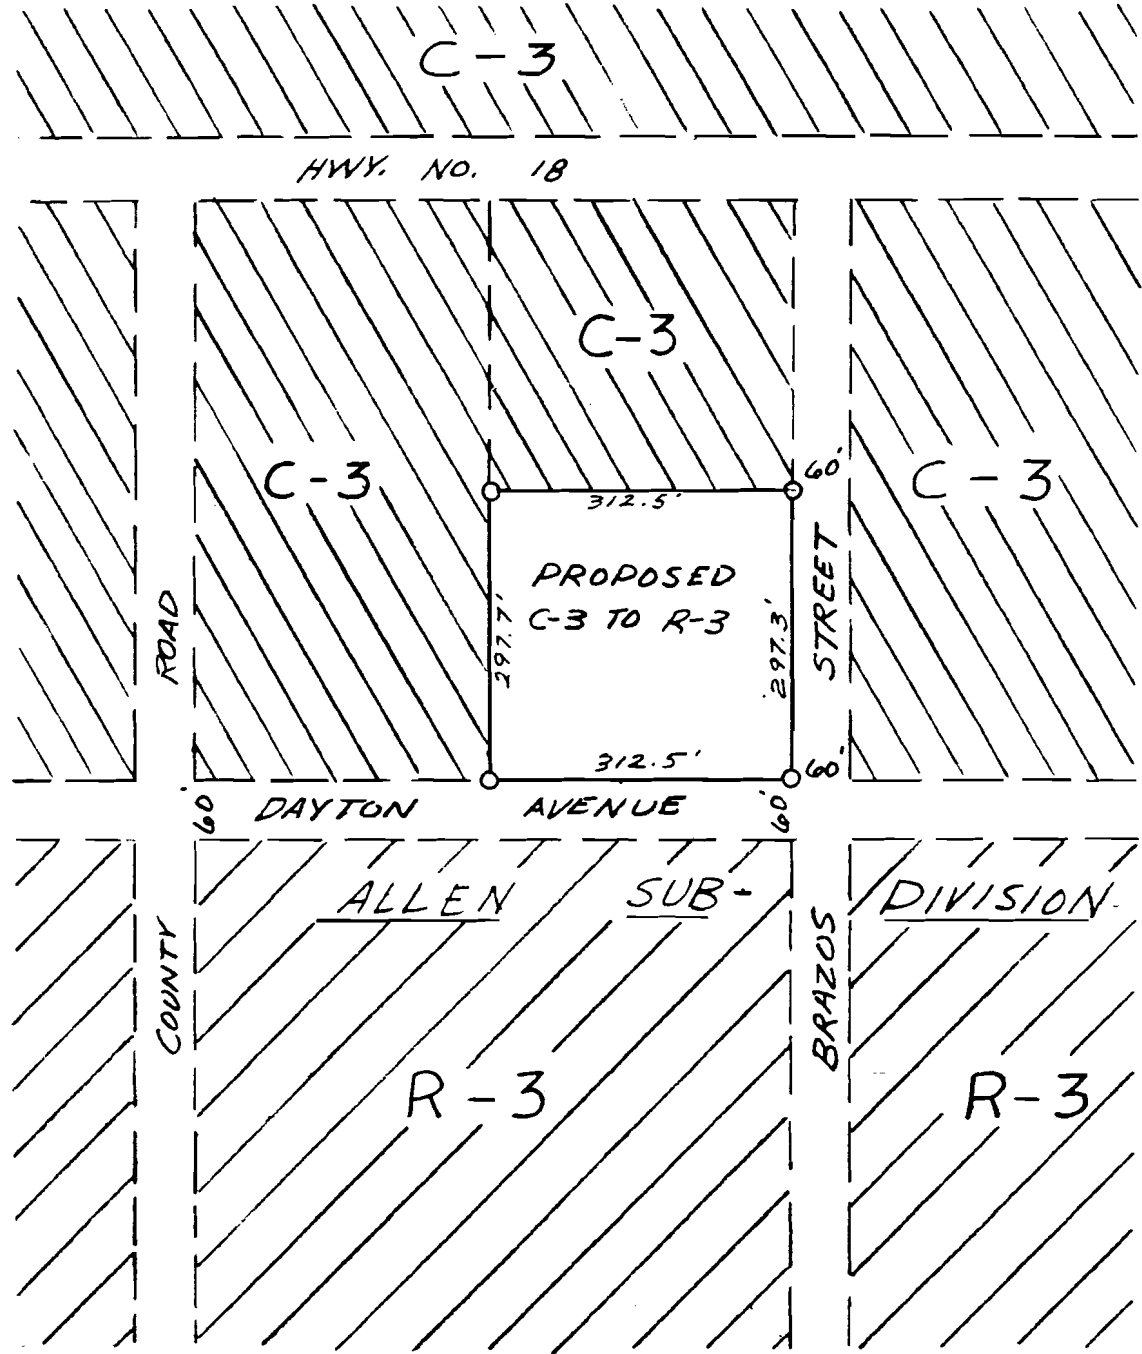 C-3
HWY. NO. 18
C-3
C-3
60'
C-3
312.5'
PROPOSED
C-3 TO R-3
297.7'
297.3'
STREET
ROAD
312.5'
60'
60'
DAYTON AVENUE
60'
ALLEN SUB-DIVISION
COUNTY
BRAZOS
R-3
R-3